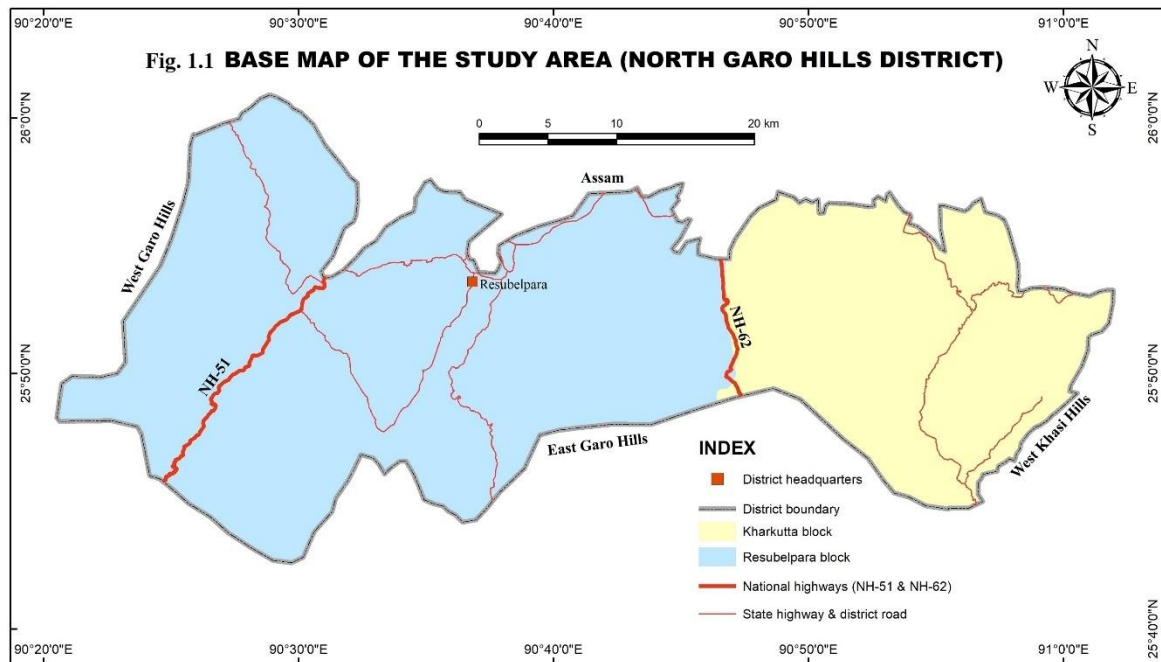 90°20'0"E 90°30'0"E 90°40'0"E 90°50'0"E 91°0'0"E
Fig. 1.1 BASE MAP OF THE STUDY AREA (NORTH GARO HILLS DISTRICT)
N
W E
S
26°0'0"N 26°0'0"N
0 5 10 20 km
Assam
West Garo Hills
Resubelpara
NH-62
NH-51
25°50'0"N 25°50'0"N
East Garo Hills
West Khasi Hills
INDEX
District headquarters
District boundary
Kharkutta block
Resubelpara block
National highways (NH-51 & NH-62)
State highway & district road
25°40'0"N
90°20'0"E 90°30'0"E 90°40'0"E 90°50'0"E 91°0'0"E